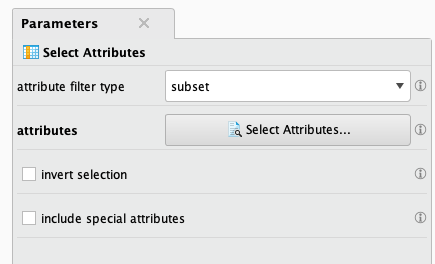 Parameters
Select Attributes
attribute filter type
subset
attributes
Select Attributes...
invert selection
include special attributes